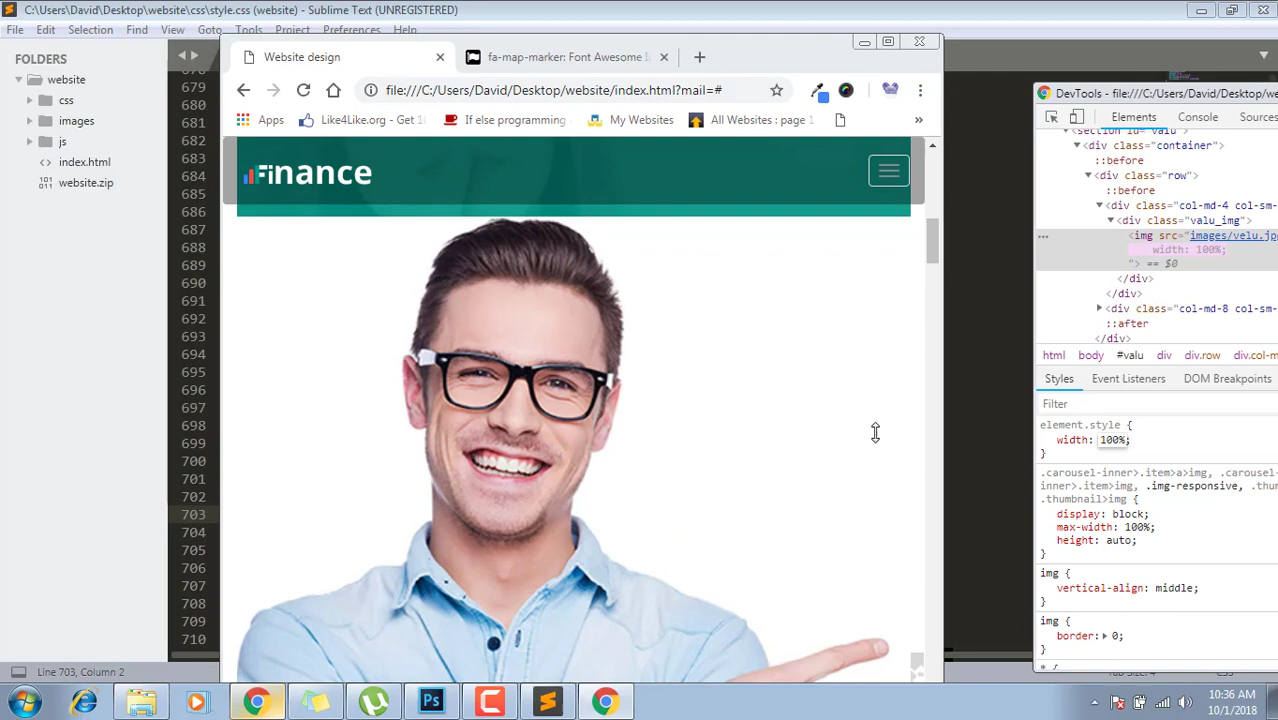 C:\Users\David\Desktop\website\css\style.css (website) - Sublime Text (UNREGISTERED)
File Edit Selection Find View Goto Tools Project Preferences Help
FOLDERS
website
css
images
js
index.html
website.zip
679
680
681
682
683
684
685
686
687
688
689
690
691
692
693
694
695
696
697
698
699
700
701
702
703
704
705
706
707
708
709
710
Line 703, Column 2
Website design
fa-map-marker: Font Awesome
file:///C:/Users/David/Desktop/website/index.html?mail=#
Apps
Like4Like.org - Get 1
If else programming
My Websites
All Websites : page 1
»
Finance
DevTools - file:///C:/Users/David/Desktop/we
Elements
Console
<section id="valu">
<div class="container">
::before
<div class="row">
::before
<div class="col-md-4 col-sm-
<div class="valu_img">
<img src="images/velu.jp
width: 100%;
"> == $0
</div>
</div>
<div class="col-md-8 col-sm-
::after
</div>
html body #valu div div.row div.col-m
Styles
Event Listeners
DOM Breakpoints
Filter
element.style {
width: 100%;
}
.carousel-inner>.item>a>img, .carousel-
inner>.item>img, .img-responsive,
.thumbnail>img {
display: block;
max-width: 100%;
height: auto;
}
img {
vertical-align: middle;
}
img {
border: 0;
}
* {
10:36 AM
10/1/2018